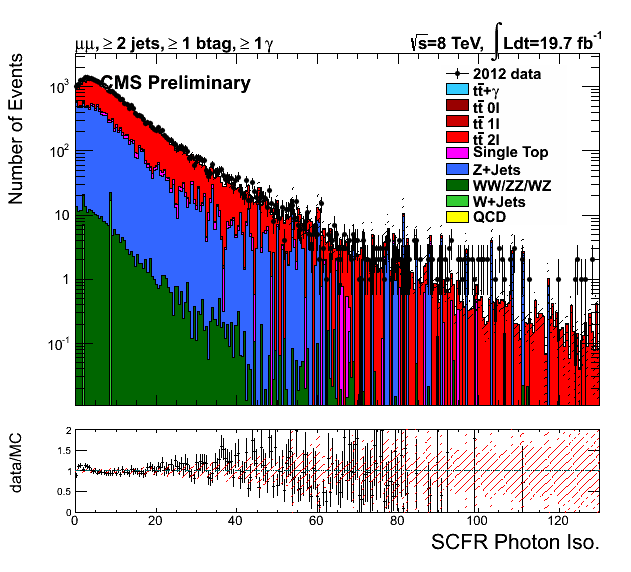 μμ, ≥ 2 jets, ≥ 1 btag, ≥ 1 γ
√s=8 TeV, ∫ Ldt=19.7 fb⁻¹
CMS Preliminary
2012 data
tt̄+γ
tt̄ 0l
tt̄ 1l
tt̄ 2l
Single Top
Z+Jets
WW/ZZ/WZ
W+Jets
QCD
Number of Events
10³
10²
10
1
10⁻¹
data/MC
2
1.5
1
0.5
0
0 20 40 60 80 100 120
SCFR Photon Iso.